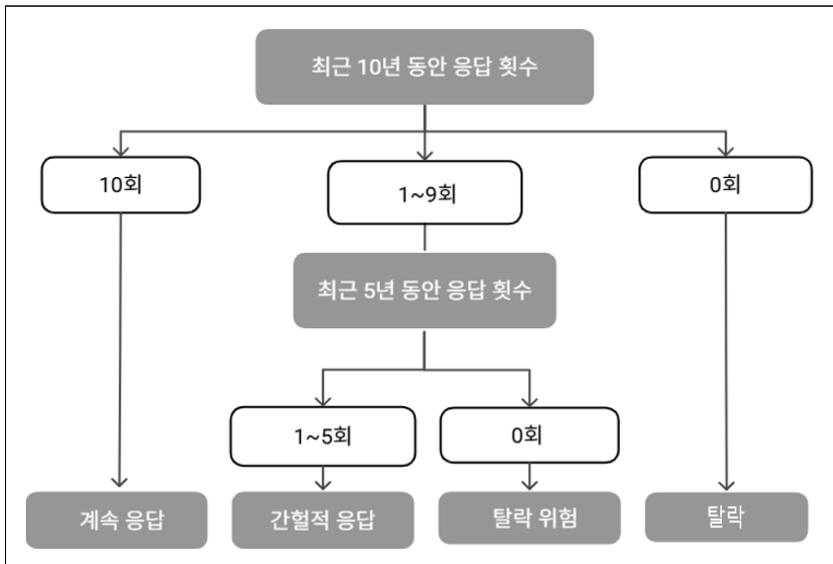 최근 10년 동안 응답 횟수
10회
1~9회
0회
최근 5년 동안 응답 횟수
1~5회
0회
계속 응답
간헐적 응답
탈락 위험
탈락